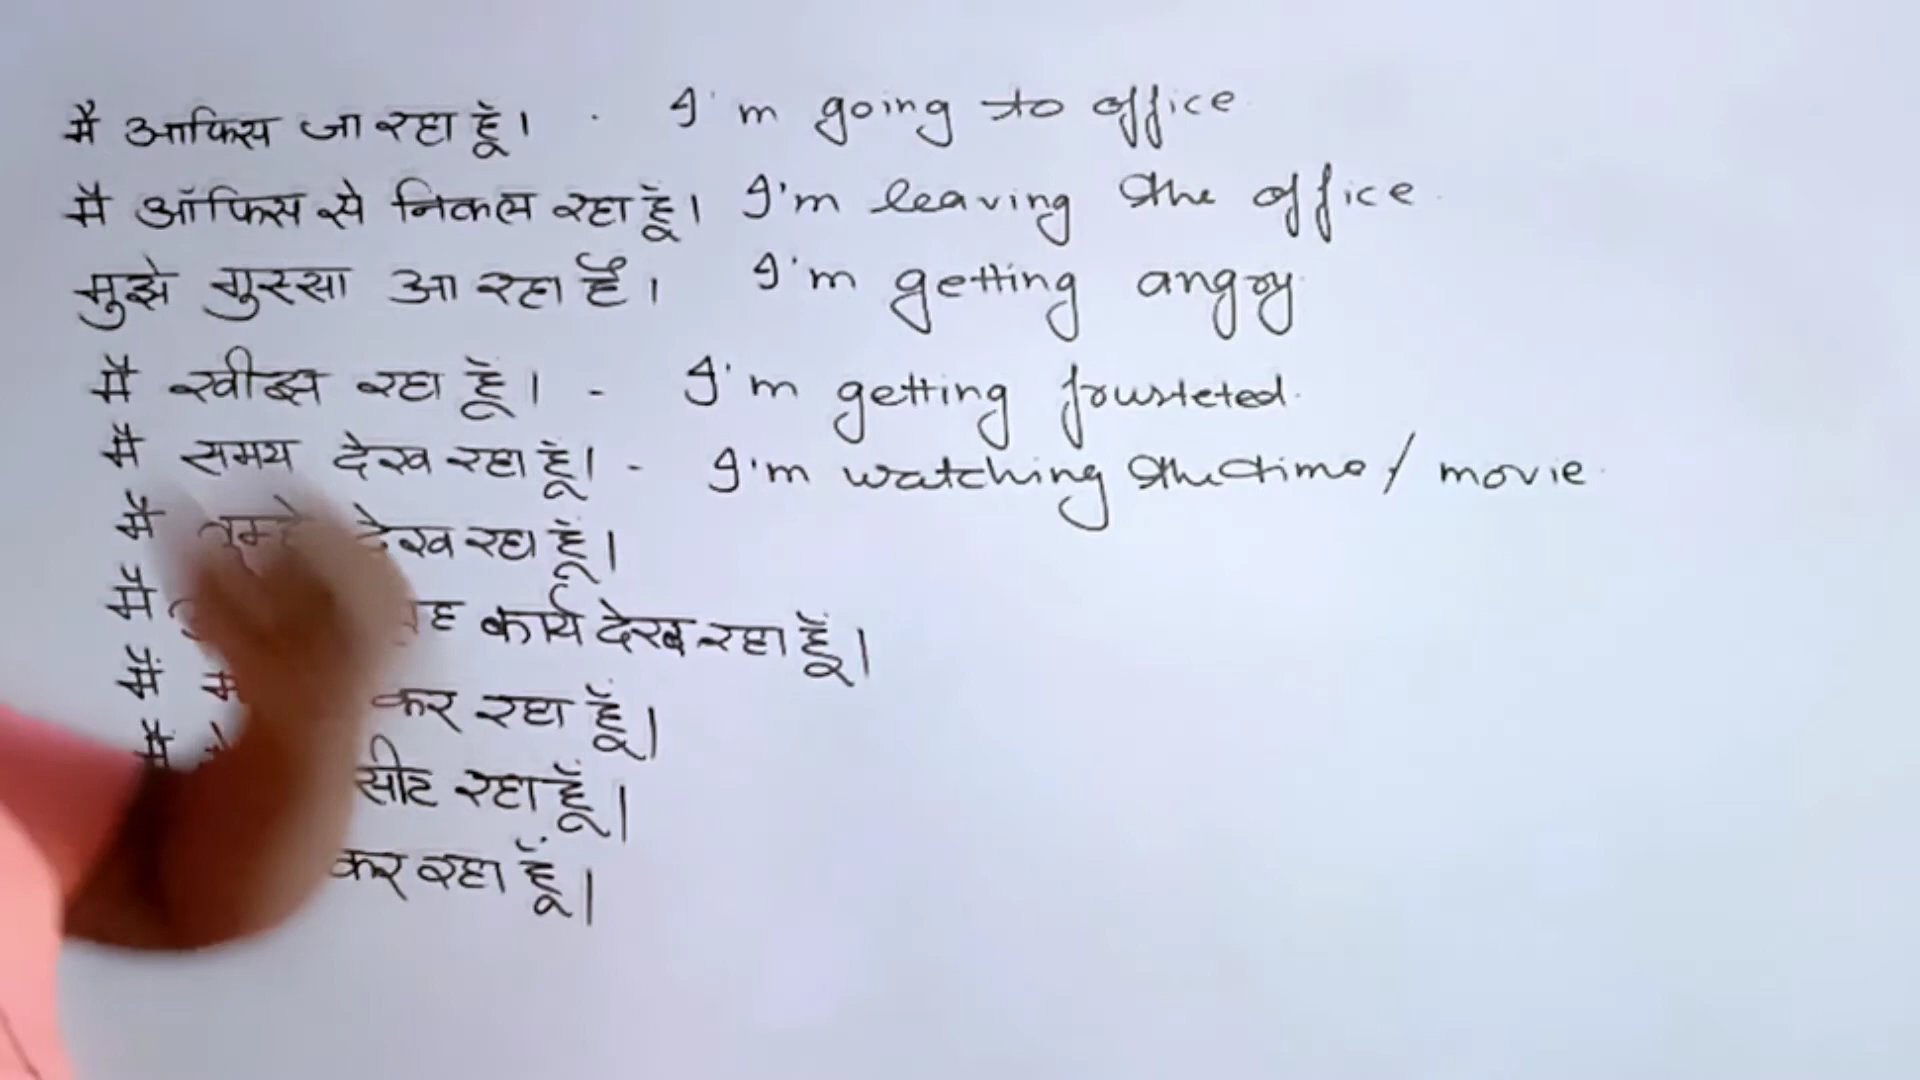 मैं आफिस जा रहा हूँ। - I'm going to office
मैं ऑफिस से निकल रहा हूँ। I'm leaving the office
मुझे गुस्सा आ रहा है। I'm getting angry
मैं खीझ रहा हूँ। - I'm getting frusteted.
मैं समय देख रहा हूँ। - I'm watching the time / movie
मैं तुम्हे देख रहा हूँ।
मैं कार्य देख रहा हूँ।
मैं कर रहा हूँ।
मैं रहा हूँ।
कर रहा हूँ।